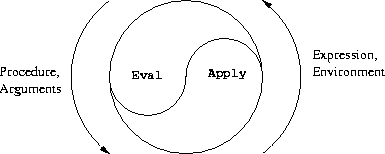 Procedure,
Arguments
Eval
Apply
Expression,
Environment